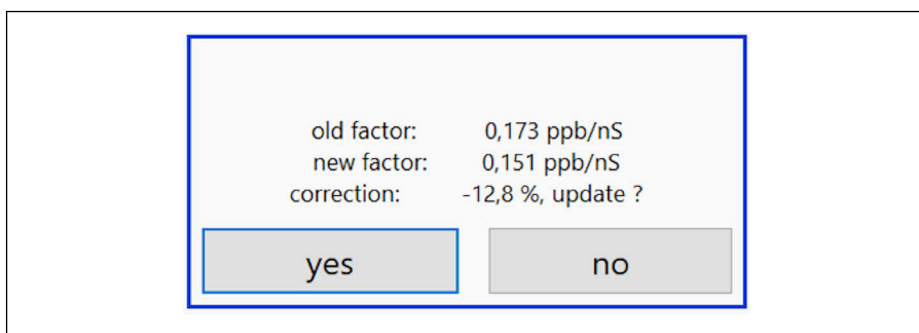 old factor: 0,173 ppb/nS
new factor: 0,151 ppb/nS
correction: -12,8 %, update ?
yes no